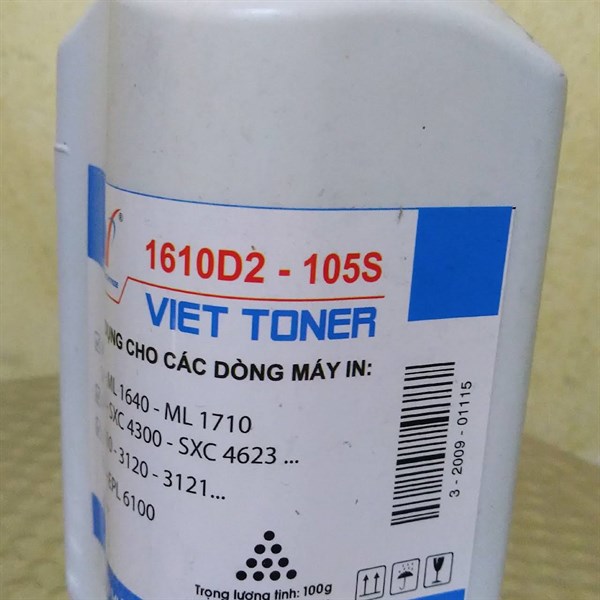 ®
1610D2 - 105S
VIET TONER
CHO CÁC DÒNG MÁY IN:
ML 1640 - ML 1710
SXC 4300 - SXC 4623 ...
- 3120 - 3121...
EPL 6100
3 - 2009 - 01115
Trọng lượng tịnh: 100g